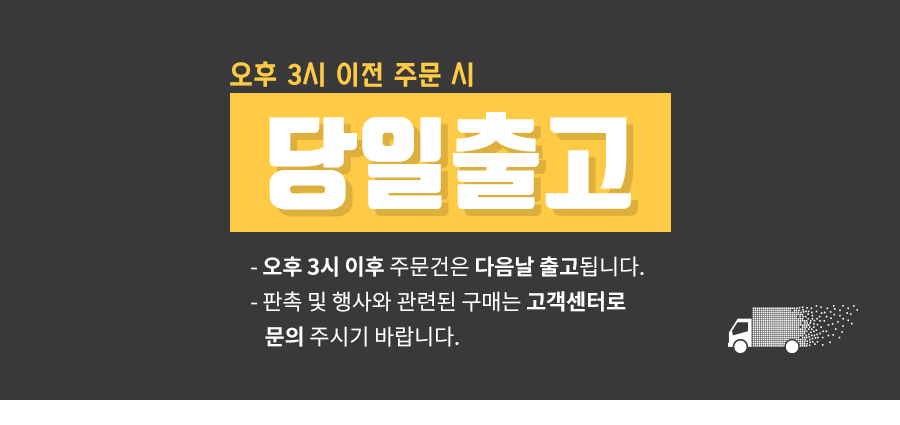 오후 3시 이전 주문 시
당일출고
- 오후 3시 이후 주문건은 다음날 출고됩니다.
- 판촉 및 행사와 관련된 구매는 고객센터로
문의 주시기 바랍니다.